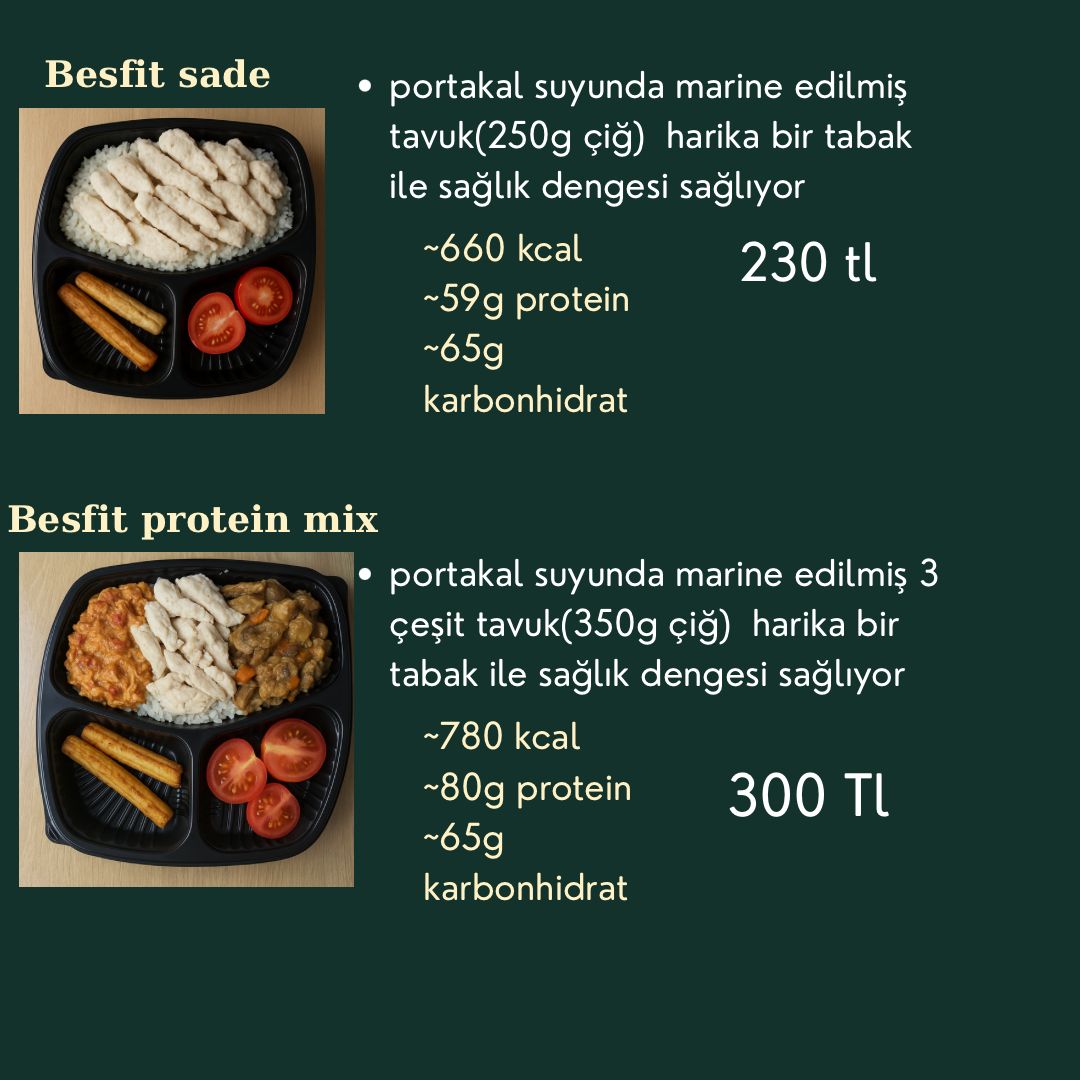 Besfit sade
• portakal suyunda marine edilmiş
tavuk(250g çiğ)  harika bir tabak
ile sağlık dengesi sağlıyor
~660 kcal
~59g protein
~65g
karbonhidrat
230 tl
Besfit protein mix
• portakal suyunda marine edilmiş 3
çeşit tavuk(350g çiğ)  harika bir
tabak ile sağlık dengesi sağlıyor
~780 kcal
~80g protein
~65g
karbonhidrat
300 Tl